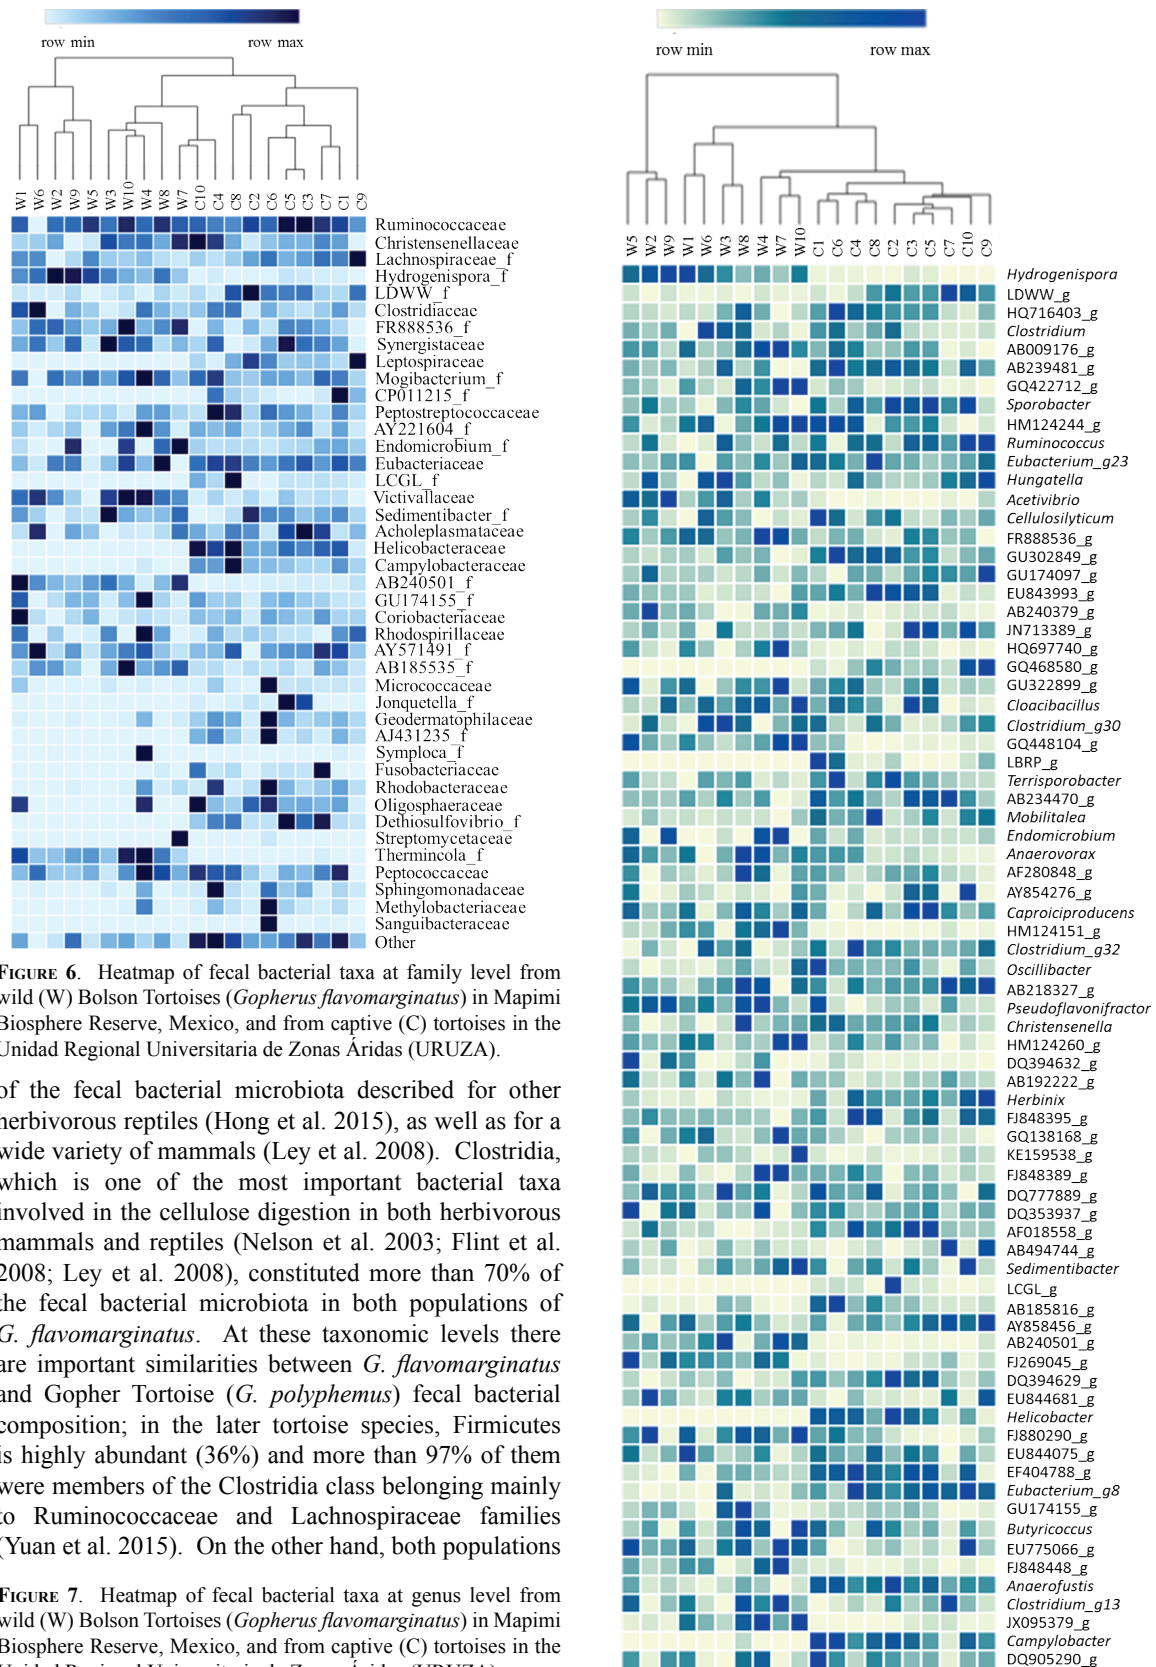 row min
row max
W1 W6 W2 W9 W5 W3 W10 W4 W8 W7 C10 C4 C8 C2 C6 C5 C3 C7 C1 C9
Ruminococcaceae
Christensenellaceae
Lachnospiraceae_f
Hydrogenispora_f
LDWW_f
Clostridiaceae
FR888536_f
Synergistaceae
Leptospiraceae
Mogibacterium_f
CP011215_f
Peptostreptococcaceae
AY221604_f
Endomicrobium_f
Eubacteriaceae
LCGL_f
Victivallaceae
Sedimentibacter_f
Acholeplasmataceae
Helicobacteraceae
Campylobacteraceae
AB240501_f
GU174155_f
Coriobacteriaceae
Rhodospirillaceae
AY571491_f
AB185535_f
Micrococcaceae
Jonquetella_f
Geodermatophilaceae
AJ431235_f
Symploca_f
Fusobacteriaceae
Rhodobacteraceae
Oligosphaeraceae
Dethiosulfovibrio_f
Streptomycetaceae
Thermincola_f
Peptococcaceae
Sphingomonadaceae
Methylobacteriaceae
Sanguibacteraceae
Other
FIGURE 6. Heatmap of fecal bacterial taxa at family level from
wild (W) Bolson Tortoises (Gopherus flavomarginatus) in Mapimi
Biosphere Reserve, Mexico, and from captive (C) tortoises in the
Unidad Regional Universitaria de Zonas Áridas (URUZA).
of the fecal bacterial microbiota described for other
herbivorous reptiles (Hong et al. 2015), as well as for a
wide variety of mammals (Ley et al. 2008). Clostridia,
which is one of the most important bacterial taxa
involved in the cellulose digestion in both herbivorous
mammals and reptiles (Nelson et al. 2003; Flint et al.
2008; Ley et al. 2008), constituted more than 70% of
the fecal bacterial microbiota in both populations of
G. flavomarginatus. At these taxonomic levels there
are important similarities between G. flavomarginatus
and Gopher Tortoise (G. polyphemus) fecal bacterial
composition; in the later tortoise species, Firmicutes
is highly abundant (36%) and more than 97% of them
were members of the Clostridia class belonging mainly
to Ruminococcaceae and Lachnospiraceae families
(Yuan et al. 2015). On the other hand, both populations
FIGURE 7. Heatmap of fecal bacterial taxa at genus level from
wild (W) Bolson Tortoises (Gopherus flavomarginatus) in Mapimi
Biosphere Reserve, Mexico, and from captive (C) tortoises in the
Unidad Regional Universitaria de Zonas Áridas (URUZA).
row min
row max
W5 W2 W9 W1 W6 W3 W8 W4 W7 W10 C1 C6 C4 C8 C2 C3 C5 C7 C10 C9
Hydrogenispora
LDWW_g
HQ716403_g
Clostridium
AB009176_g
AB239481_g
GQ422712_g
Sporobacter
HM124244_g
Ruminococcus
Eubacterium_g23
Hungatella
Acetivibrio
Cellulosilyticum
FR888536_g
GU302849_g
GU174097_g
EU843993_g
AB240379_g
JN713389_g
HQ697740_g
GQ468580_g
GU322899_g
Cloacibacillus
Clostridium_g30
GQ448104_g
LBRP_g
Terrisporobacter
AB234470_g
Mobilitalea
Endomicrobium
Anaerovorax
AF280848_g
AY854276_g
Caproiciproducens
HM124151_g
Clostridium_g32
Oscillibacter
AB218327_g
Pseudoflavonifractor
Christensenella
HM124260_g
DQ394632_g
AB192222_g
Herbinix
FJ848395_g
GQ138168_g
KE159538_g
FJ848389_g
DQ777889_g
DQ353937_g
AF018558_g
AB494744_g
Sedimentibacter
LCGL_g
AB185816_g
AY858456_g
AB240501_g
FJ269045_g
DQ394629_g
EU844681_g
Helicobacter
FJ880290_g
EU844075_g
EF404788_g
Eubacterium_g8
GU174155_g
Butyricoccus
EU775066_g
FJ848448_g
Anaerofustis
Clostridium_g13
JX095379_g
Campylobacter
DQ905290_g